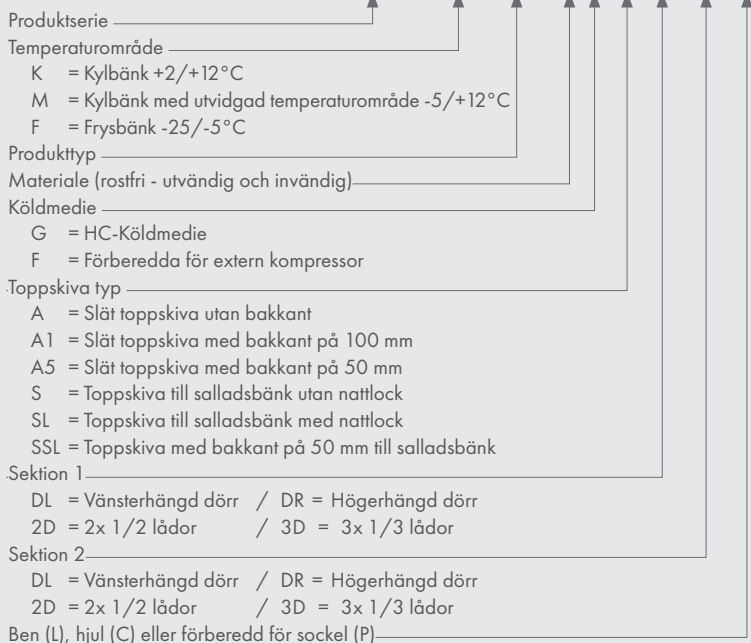 Produktserie
Temperaturområde
K = Kylbänk +2/+12°C
M = Kylbänk med utvidgad temperaturområde -5/+12°C
F = Frysbänk -25/-5°C
Produkttyp
Materiale (rostfri - utvändig och invändig)
Köldmedie
G = HC-Köldmedie
F = Förberedda för extern kompressor
Toppskiva typ
A = Slät toppskiva utan bakkant
A1 = Slät toppskiva med bakkant på 100 mm
A5 = Slät toppskiva med bakkant på 50 mm
S = Toppskiva till salladsbänk utan nattlock
SL = Toppskiva till salladsbänk med nattlock
SSL = Toppskiva med bakkant på 50 mm till salladsbänk
Sektion 1
DL = Vänsterhängd dörr / DR = Högerhängd dörr
2D = 2x 1/2 lådor / 3D = 3x 1/3 lådor
Sektion 2
DL = Vänsterhängd dörr / DR = Högerhängd dörr
2D = 2x 1/2 lådor / 3D = 3x 1/3 lådor
Ben (L), hjul (C) eller förberedd för sockel (P)